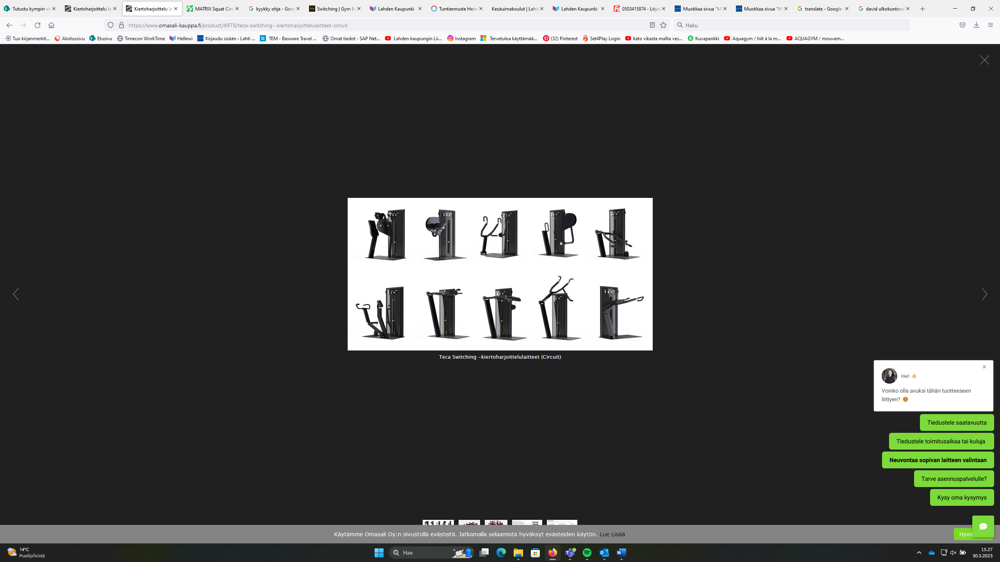 Tutustu kympin vie
Kiertoharjoittelu lai
Kiertoharjoittelu lai
MATRIX Squat Circ
kyykky ohje - Goog
Switching | Gym Eq
Lahden Kaupunki
Tuntiennuste Hein
Kesäuimakoulut | Lahd
Lahden Kaupunki
0503415874 - Löyd
Muokkaa sivua "M
Muokkaa sivua "M
translate - Google-
david ulkokuntosal
https://www.omasali-kauppa.fi/product/4978/teca-switching--kiertoharjoittelulaitteet-circuit
Haku
Tuo kirjanmerkit...
Aloitussivu
Etusivu
Timecon WorkTime
Hellewi
Kirjaudu sisään ‹ Lahti ...
TEM - Basware Travel ...
Omat tiedot - SAP Net...
Lahden kaupungin Lii...
Instagram
Tervetuloa käyttämää...
(32) Pinterest
Set4Play Login
kato vikasta mallia ves...
Kuvapankki
Aquagym / hiit à la m...
AQUAGYM / mouvem...
Teca Switching -kiertoharjoittelulaitteet (Circuit)
Hei! 👋
Voinko olla avuksi tähän tuotteeseen
liittyen? 😊
Tiedustele saatavuutta
Tiedustele toimitusaikaa tai kuluja
Neuvontaa sopivan laitteen valintaan
Tarve asennuspalvelulle?
Kysy oma kysymys
Käytämme Omasali Oy:n sivustolla evästeitä. Jatkamalla selaamista hyväksyt evästeiden käytön. Lue Lisää
Hyvä
14°C
Puolipilvistä
Hae
15.27
30.5.2023